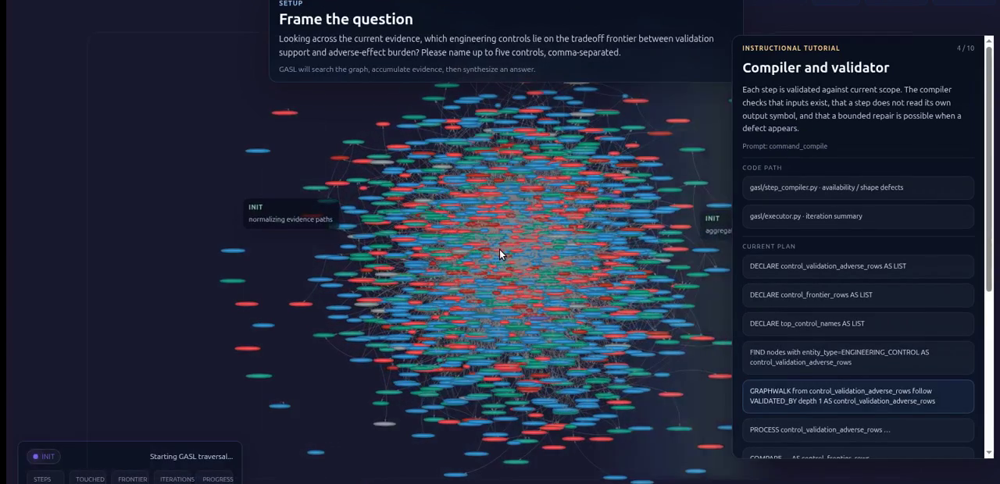 SETUP
Frame the question
Looking across the current evidence, which engineering controls lie on the tradeoff frontier between validation
support and adverse-effect burden? Please name up to five controls, comma-separated.
GASL will search the graph, accumulate evidence, then synthesize an answer.
INIT
normalizing evidence paths
INIT
INIT
Starting GASL traversal...
STEPS
TOUCHED
FRONTIER
ITERATIONS
PROGRESS
INSTRUCTIONAL TUTORIAL
4 / 10
Compiler and validator
Each step is validated against current scope. The compiler
checks that inputs exist, that a step does not read its own
output symbol, and that a bounded repair is possible when a
defect appears.
Prompt: command_compile
CODE PATH
gasl/step_compiler.py · availability / shape defects
gasl/executor.py · iteration summary
CURRENT PLAN
DECLARE control_validation_adverse_rows AS LIST
DECLARE control_frontier_rows AS LIST
DECLARE top_control_names AS LIST
FIND nodes with entity_type=ENGINEERING_CONTROL AS
control_validation_adverse_rows
GRAPHWALK from control_validation_adverse_rows follow
VALIDATED_BY depth 1 AS control_validation_adverse_rows
PROCESS control_validation_adverse_rows …
COMPARE … AS control_frontier_rows